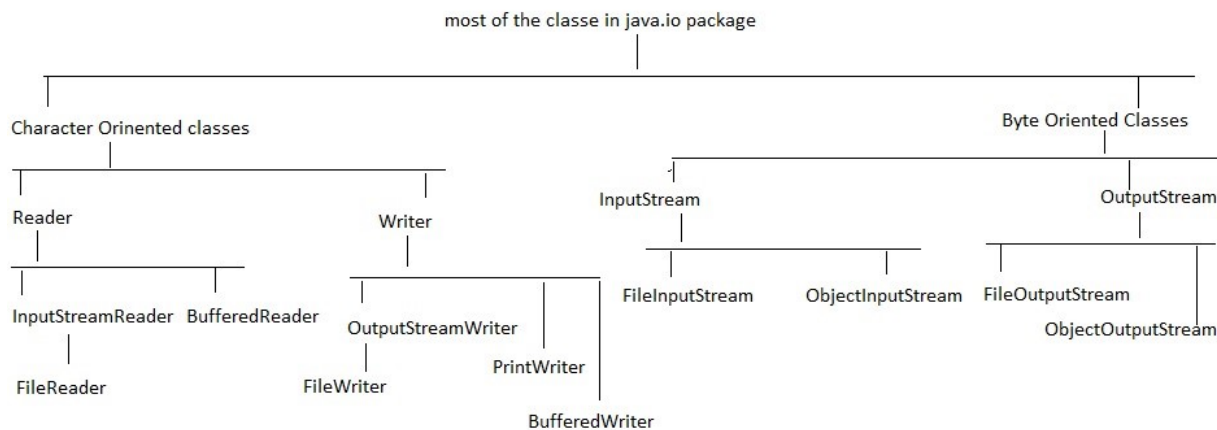 most of the classe in java.io package
Character Orinented classes
Byte Oriented Classes
Reader
Writer
InputStream
OutputStream
InputStreamReader
BufferedReader
OutputStreamWriter
FileInputStream
ObjectInputStream
FileOutputStream
ObjectOutputStream
FileReader
FileWriter
PrintWriter
BufferedWriter